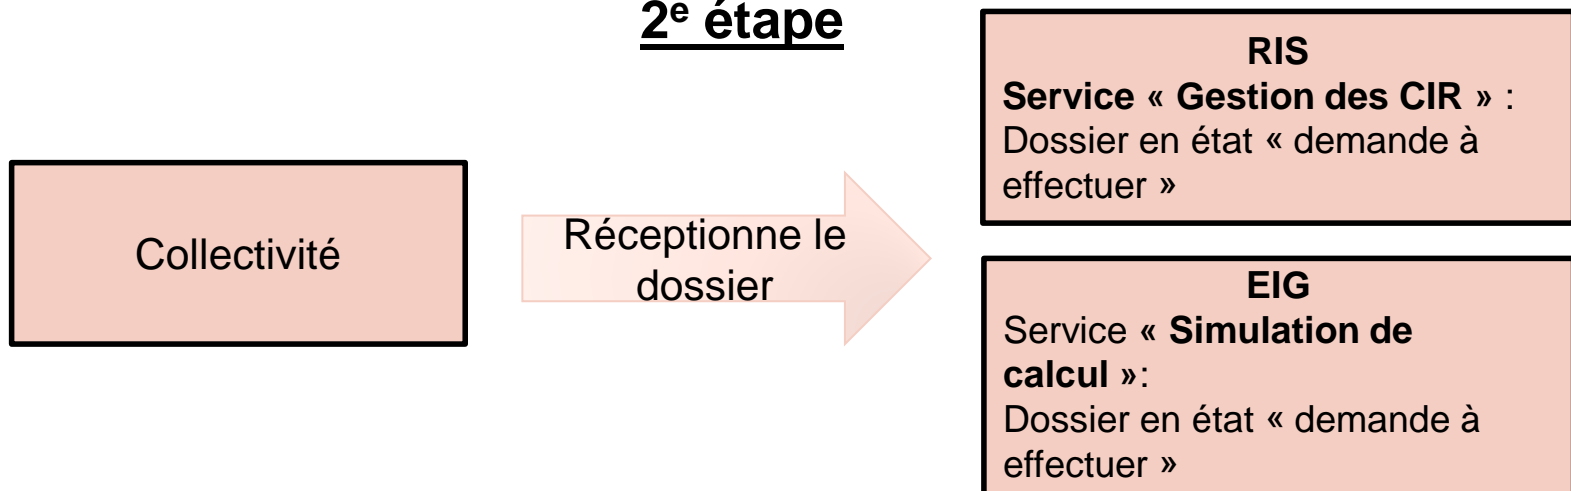 2e étape
Collectivité
Réceptionne le
dossier
RIS
Service « Gestion des CIR » :
Dossier en état « demande à
effectuer »
EIG
Service « Simulation de
calcul »:
Dossier en état « demande à
effectuer »